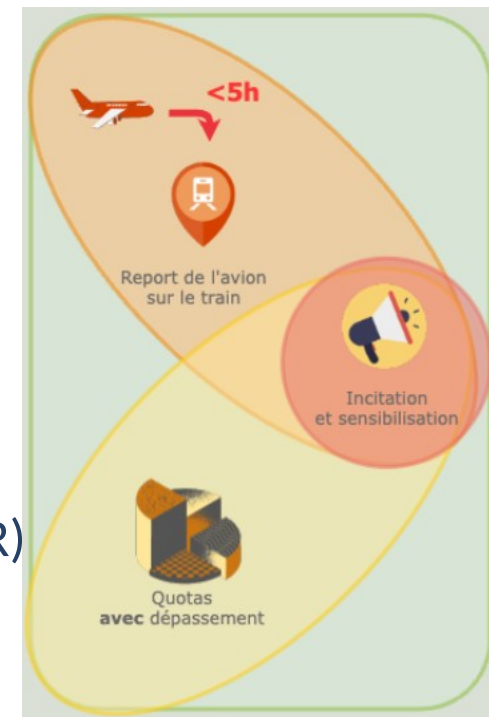 <5h
Report de l'avion
sur le train
Incitation
et sensibilisation
R)
Quotas
avec dépassement